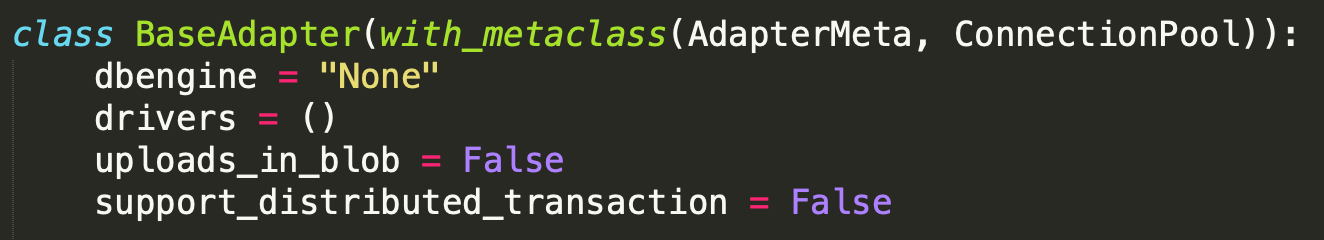 class BaseAdapter(with_metaclass(AdapterMeta, ConnectionPool)):
    dbengine = "None"
    drivers = ()
    uploads_in_blob = False
    support_distributed_transaction = False